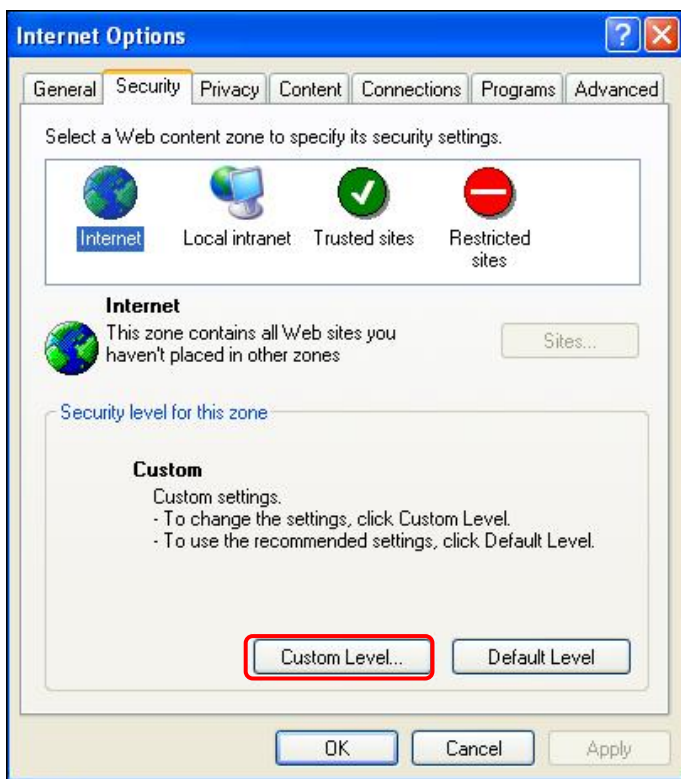 Internet Options
General Security Privacy Content Connections Programs Advanced
Select a Web content zone to specify its security settings.
Internet Local intranet Trusted sites Restricted
sites
Internet
This zone contains all Web sites you
haven't placed in other zones
Sites...
Security level for this zone
Custom
Custom settings.
- To change the settings, click Custom Level.
- To use the recommended settings, click Default Level.
Custom Level... Default Level
OK Cancel Apply